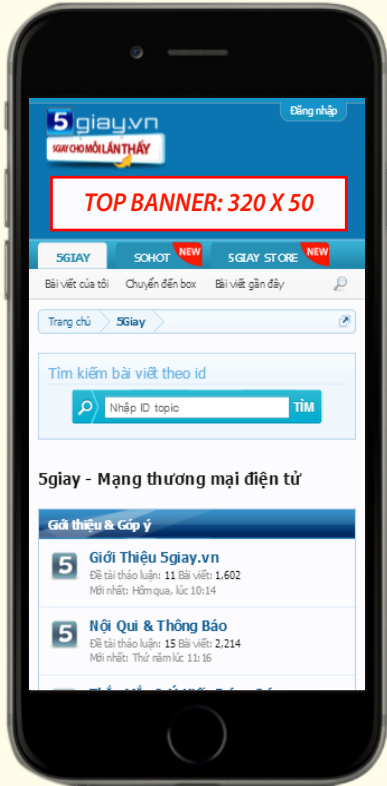 Đăng nhập
5 giay.vn
5GIAY CHO MỖI LẦN THẤY
TOP BANNER: 320 X 50
5GIAY SOHOT NEW 5GIAY STORE NEW
Bài viết của tôi Chuyển đến box Bài viết gần đây
Trang chủ 5Giay
Tìm kiếm bài viết theo id
Nhập ID topic TÌM
5giay - Mạng thương mại điện tử
Giới thiệu & Góp ý
5 Giới Thiệu 5giay.vn
Đề tài thảo luận: 11 Bài viết: 1,602
Mới nhất: Hôm qua, lúc 10:14
5 Nội Qui & Thông Báo
Đề tài thảo luận: 15 Bài viết: 2,214
Mới nhất: Thứ năm lúc 11:16